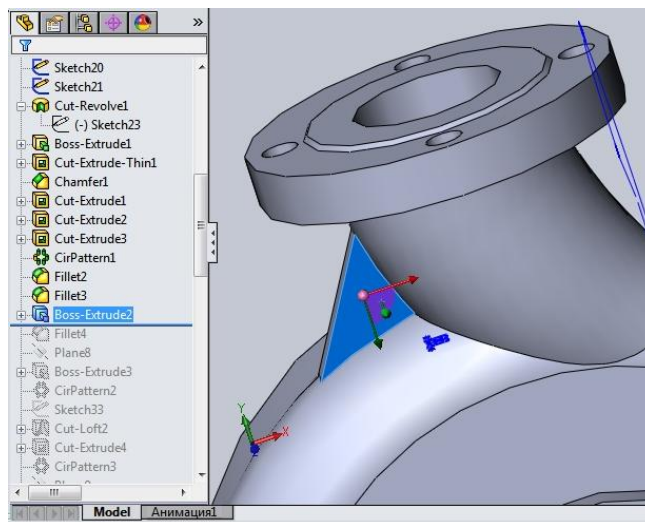 »
Sketch20
Sketch21
Cut-Revolve1
(-) Sketch23
Boss-Extrude1
Cut-Extrude-Thin1
Chamfer1
Cut-Extrude1
Cut-Extrude2
Cut-Extrude3
CirPattern1
Fillet2
Fillet3
Boss-Extrude2
Fillet4
Plane8
Boss-Extrude3
CirPattern2
Sketch33
Cut-Loft2
Cut-Extrude4
CirPattern3
Y
X
Model Анимация1